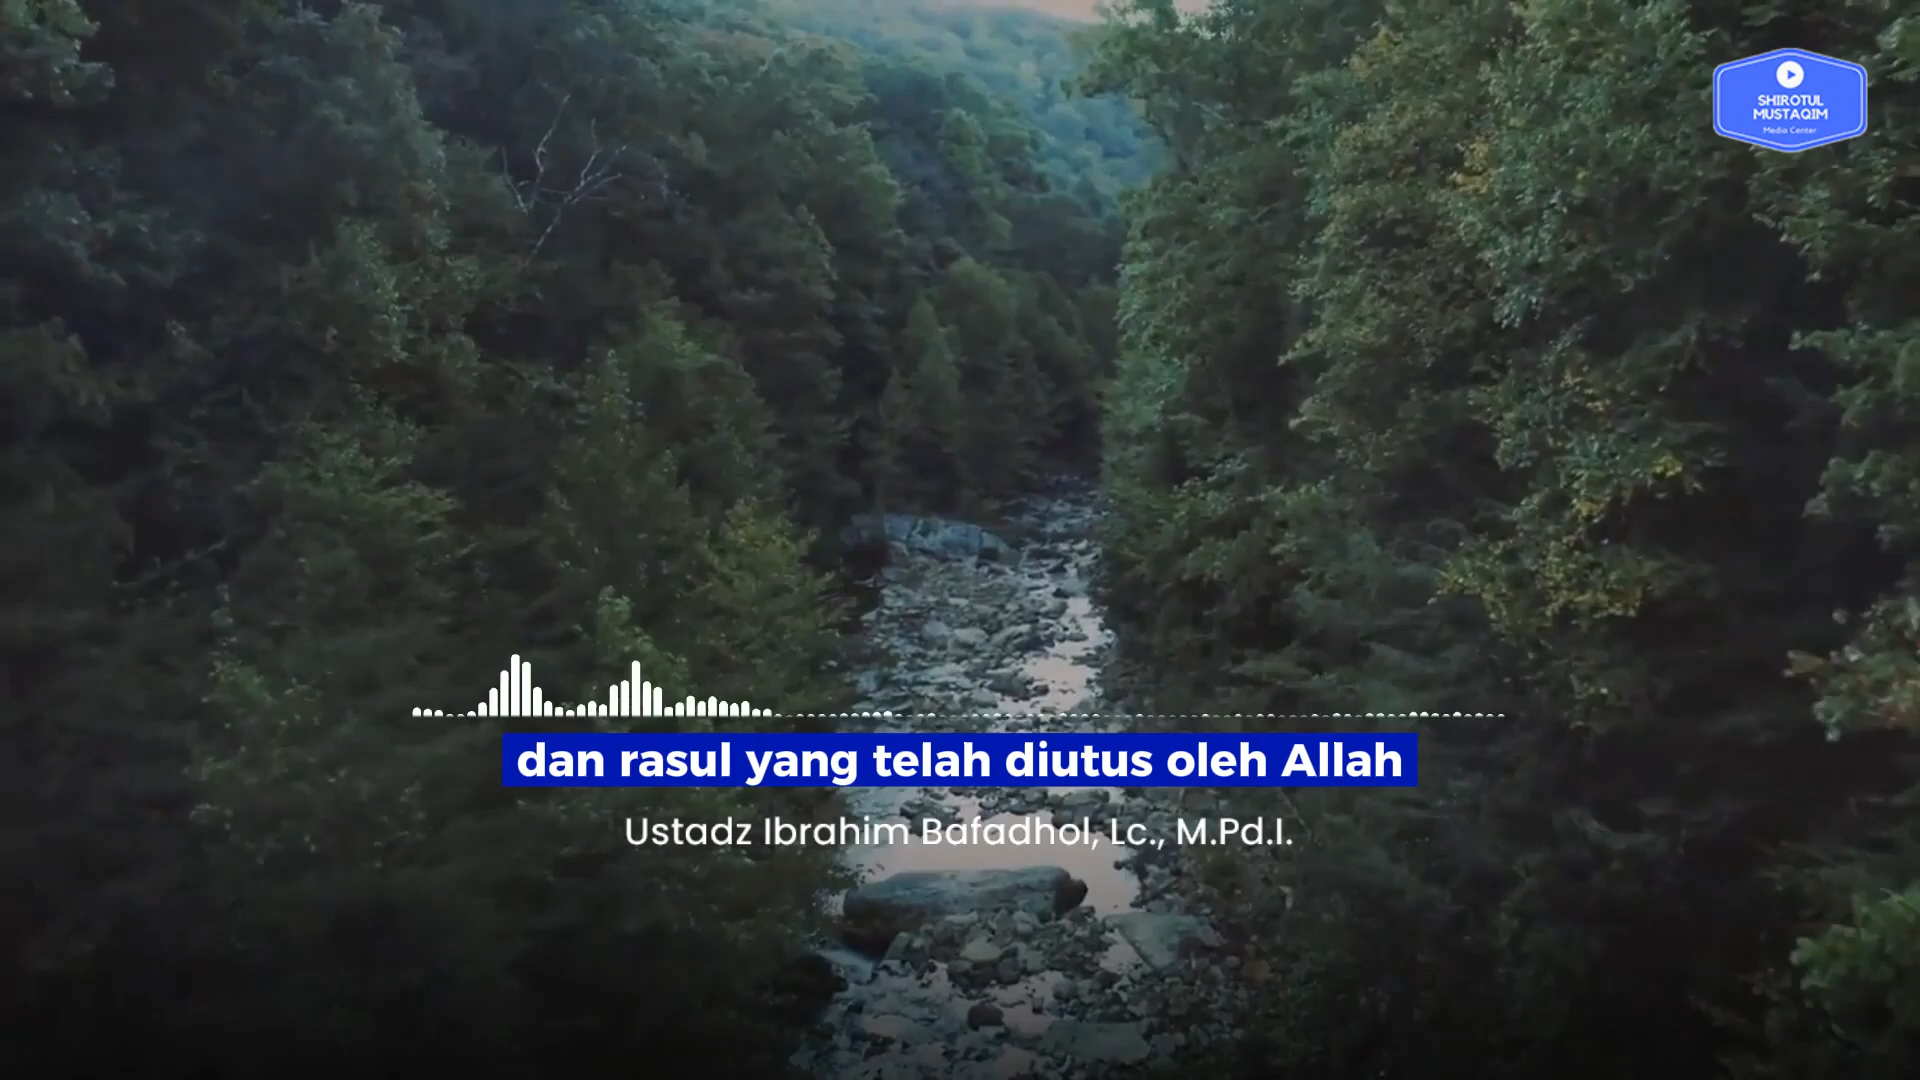 SHIROTUL
MUSTAQIM
Media Center
dan rasul yang telah diutus oleh Allah
Ustadz Ibrahim Bafadhol, Lc., M.Pd.I.